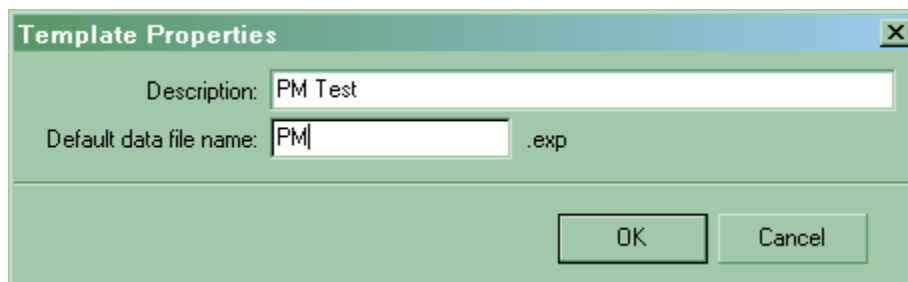 Template Properties
Description: PM Test
Default data file name: PM .exp
OK Cancel